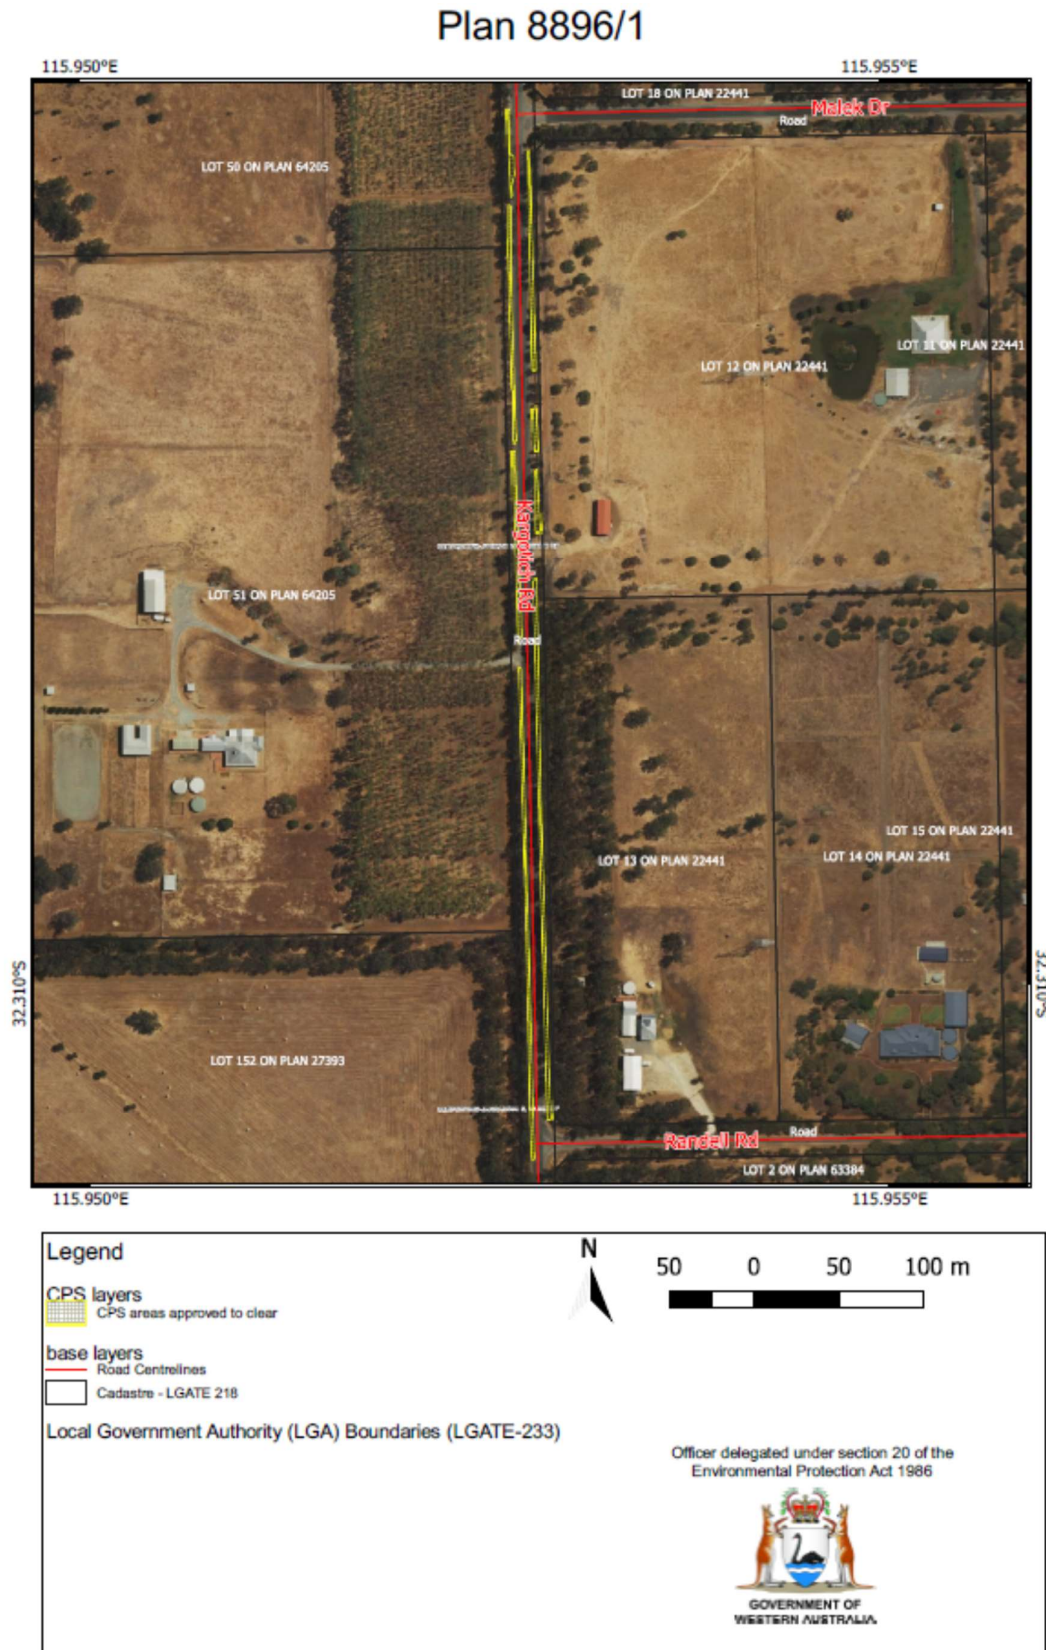 Plan 8896/1
115.950°E
115.955°E
LOT 18 ON PLAN 22441
Malek Dr
Road
LOT 50 ON PLAN 64205
LOT 11 ON PLAN 22441
LOT 12 ON PLAN 22441
Kargotich Rd
LOT 51 ON PLAN 64205
Road
LOT 15 ON PLAN 22441
LOT 13 ON PLAN 22441
LOT 14 ON PLAN 22441
32.310°S
32.310°S
LOT 152 ON PLAN 27393
Randell Rd
Road
LOT 2 ON PLAN 63384
115.950°E
115.955°E
Legend
CPS layers
CPS areas approved to clear
base layers
Road Centrelines
Cadastre - LGATE 218
Local Government Authority (LGA) Boundaries (LGATE-233)
N
50 0 50 100 m
Officer delegated under section 20 of the
Environmental Protection Act 1986
GOVERNMENT OF
WESTERN AUSTRALIA